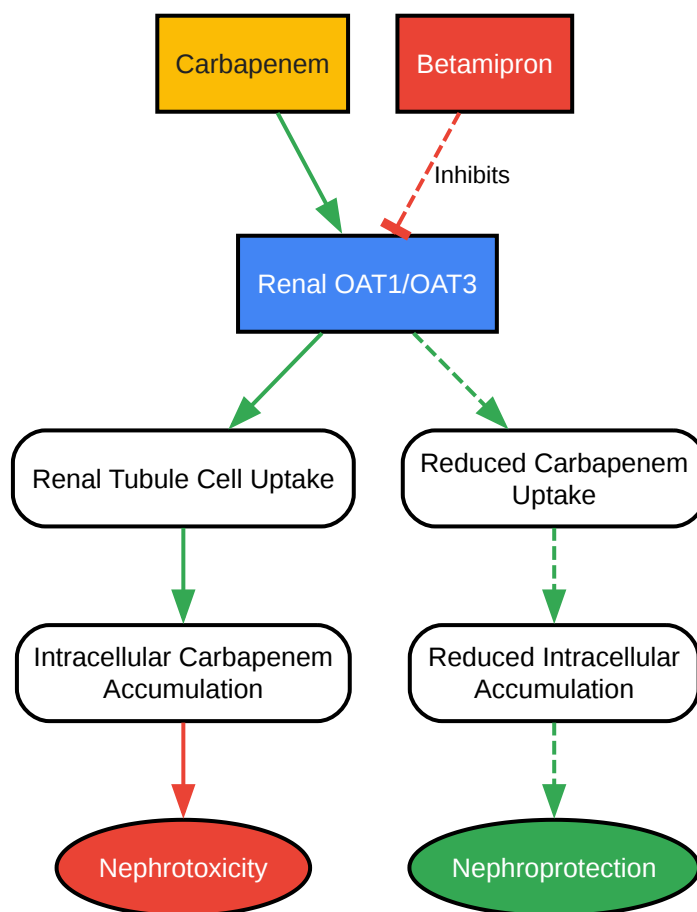 Carbapenem
Betamipron
Inhibits
Renal OAT1/OAT3
Renal Tubule Cell Uptake
Reduced Carbapenem
Uptake
Intracellular Carbapenem
Accumulation
Reduced Intracellular
Accumulation
Nephrotoxicity
Nephroprotection